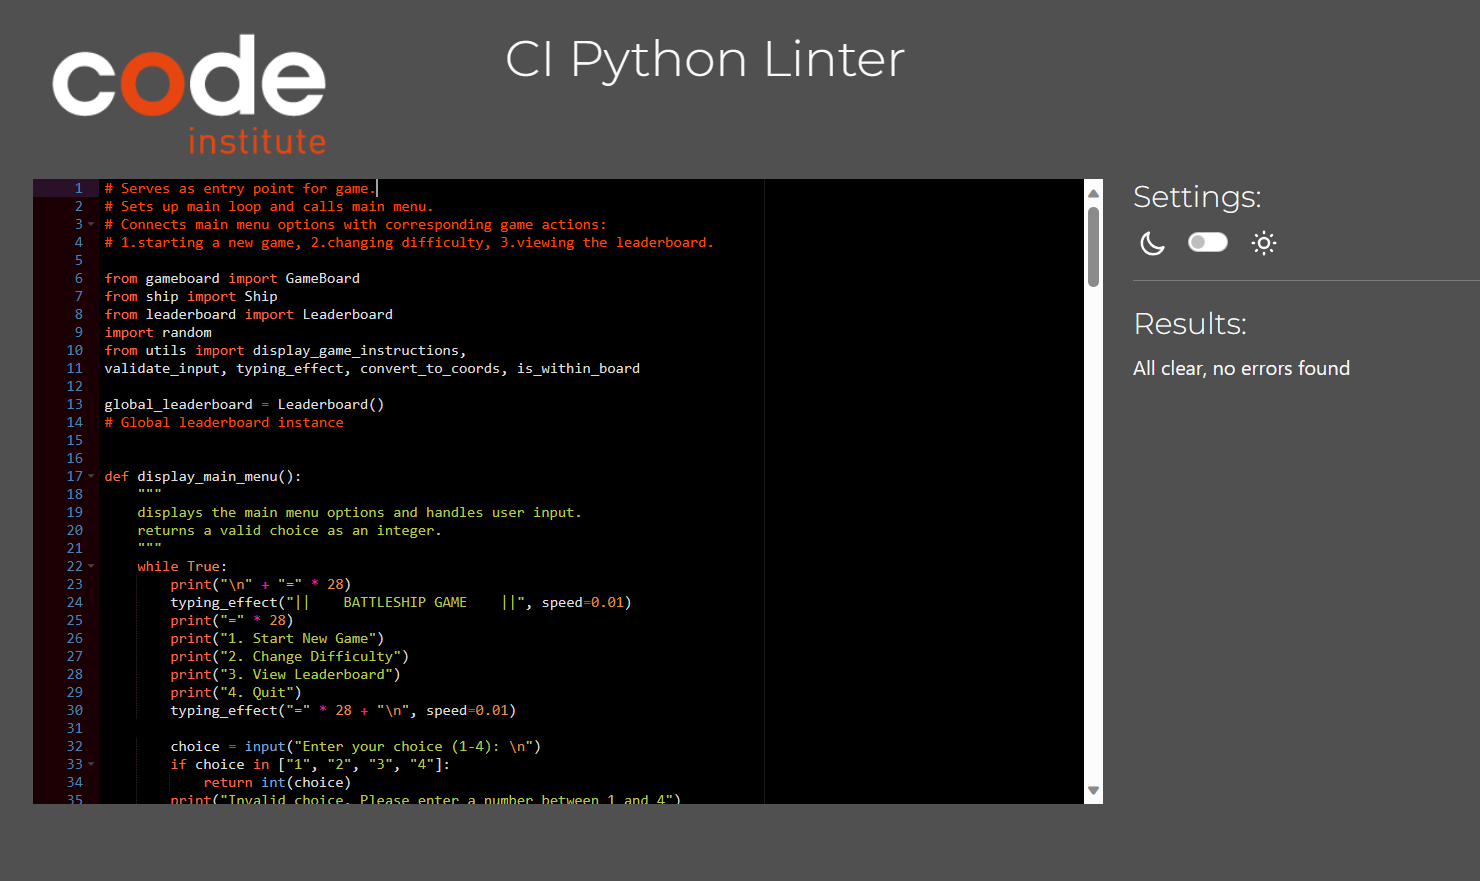 code
institute
CI Python Linter
1 # Serves as entry point for game.
2 # Sets up main loop and calls main menu.
3 # Connects main menu options with corresponding game actions:
4 # 1.starting a new game, 2.changing difficulty, 3.viewing the leaderboard.
5
6 from gameboard import GameBoard
7 from ship import Ship
8 from leaderboard import Leaderboard
9 import random
10 from utils import display_game_instructions,
11 validate_input, typing_effect, convert_to_coords, is_within_board
12
13 global_leaderboard = Leaderboard()
14 # Global leaderboard instance
15
16
17 def display_main_menu():
18     """
19     displays the main menu options and handles user input.
20     returns a valid choice as an integer.
21     """
22     while True:
23         print("\n" + "=" * 28)
24         typing_effect("||    BATTLESHIP GAME    ||", speed=0.01)
25         print("=" * 28)
26         print("1. Start New Game")
27         print("2. Change Difficulty")
28         print("3. View Leaderboard")
29         print("4. Quit")
30         typing_effect("=" * 28 + "\n", speed=0.01)
31
32         choice = input("Enter your choice (1-4): \n")
33         if choice in ["1", "2", "3", "4"]:
34             return int(choice)
35         print("Invalid choice. Please enter a number between 1 and 4")
Settings:
Results:
All clear, no errors found